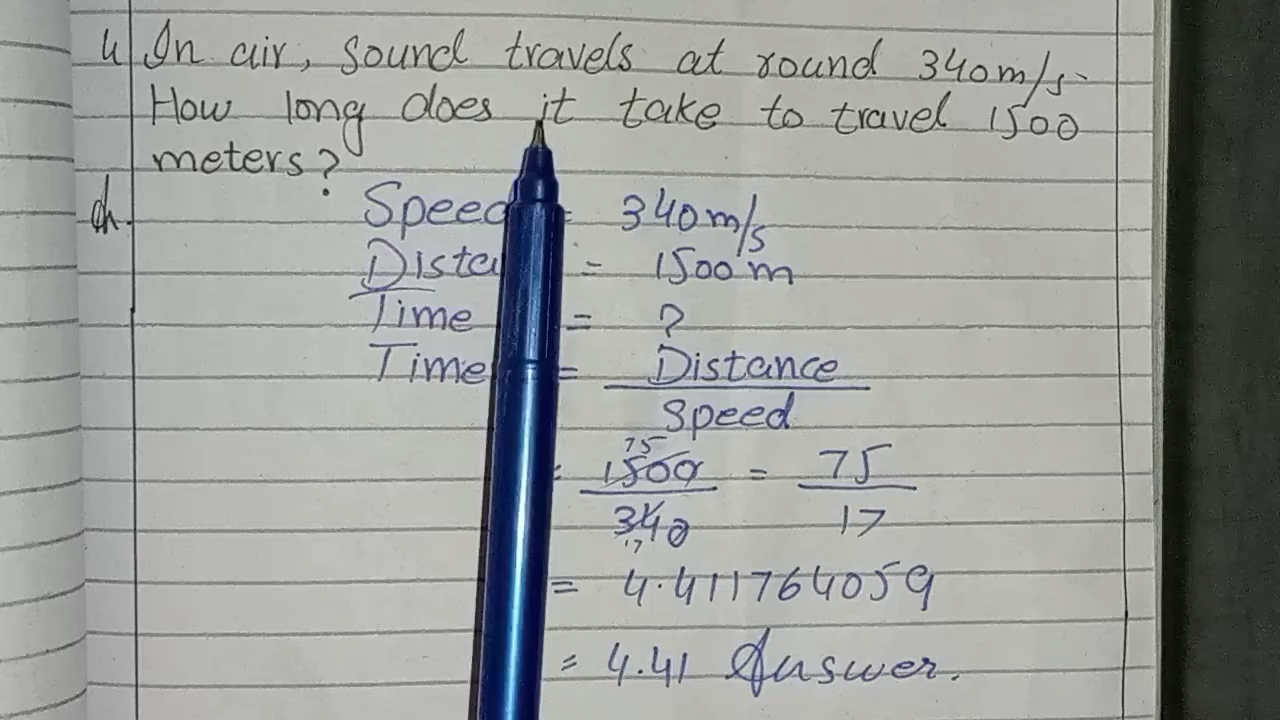 4 In air, sound travels at round 340m/s.
How long does it take to travel 1500
meters?
Speed = 340m/s
Dista = 1500m
Time = ?
Time = Distance
Speed
75
= 1500 = 75
340 17
17
= 4.411764059
= 4.41 Answer.